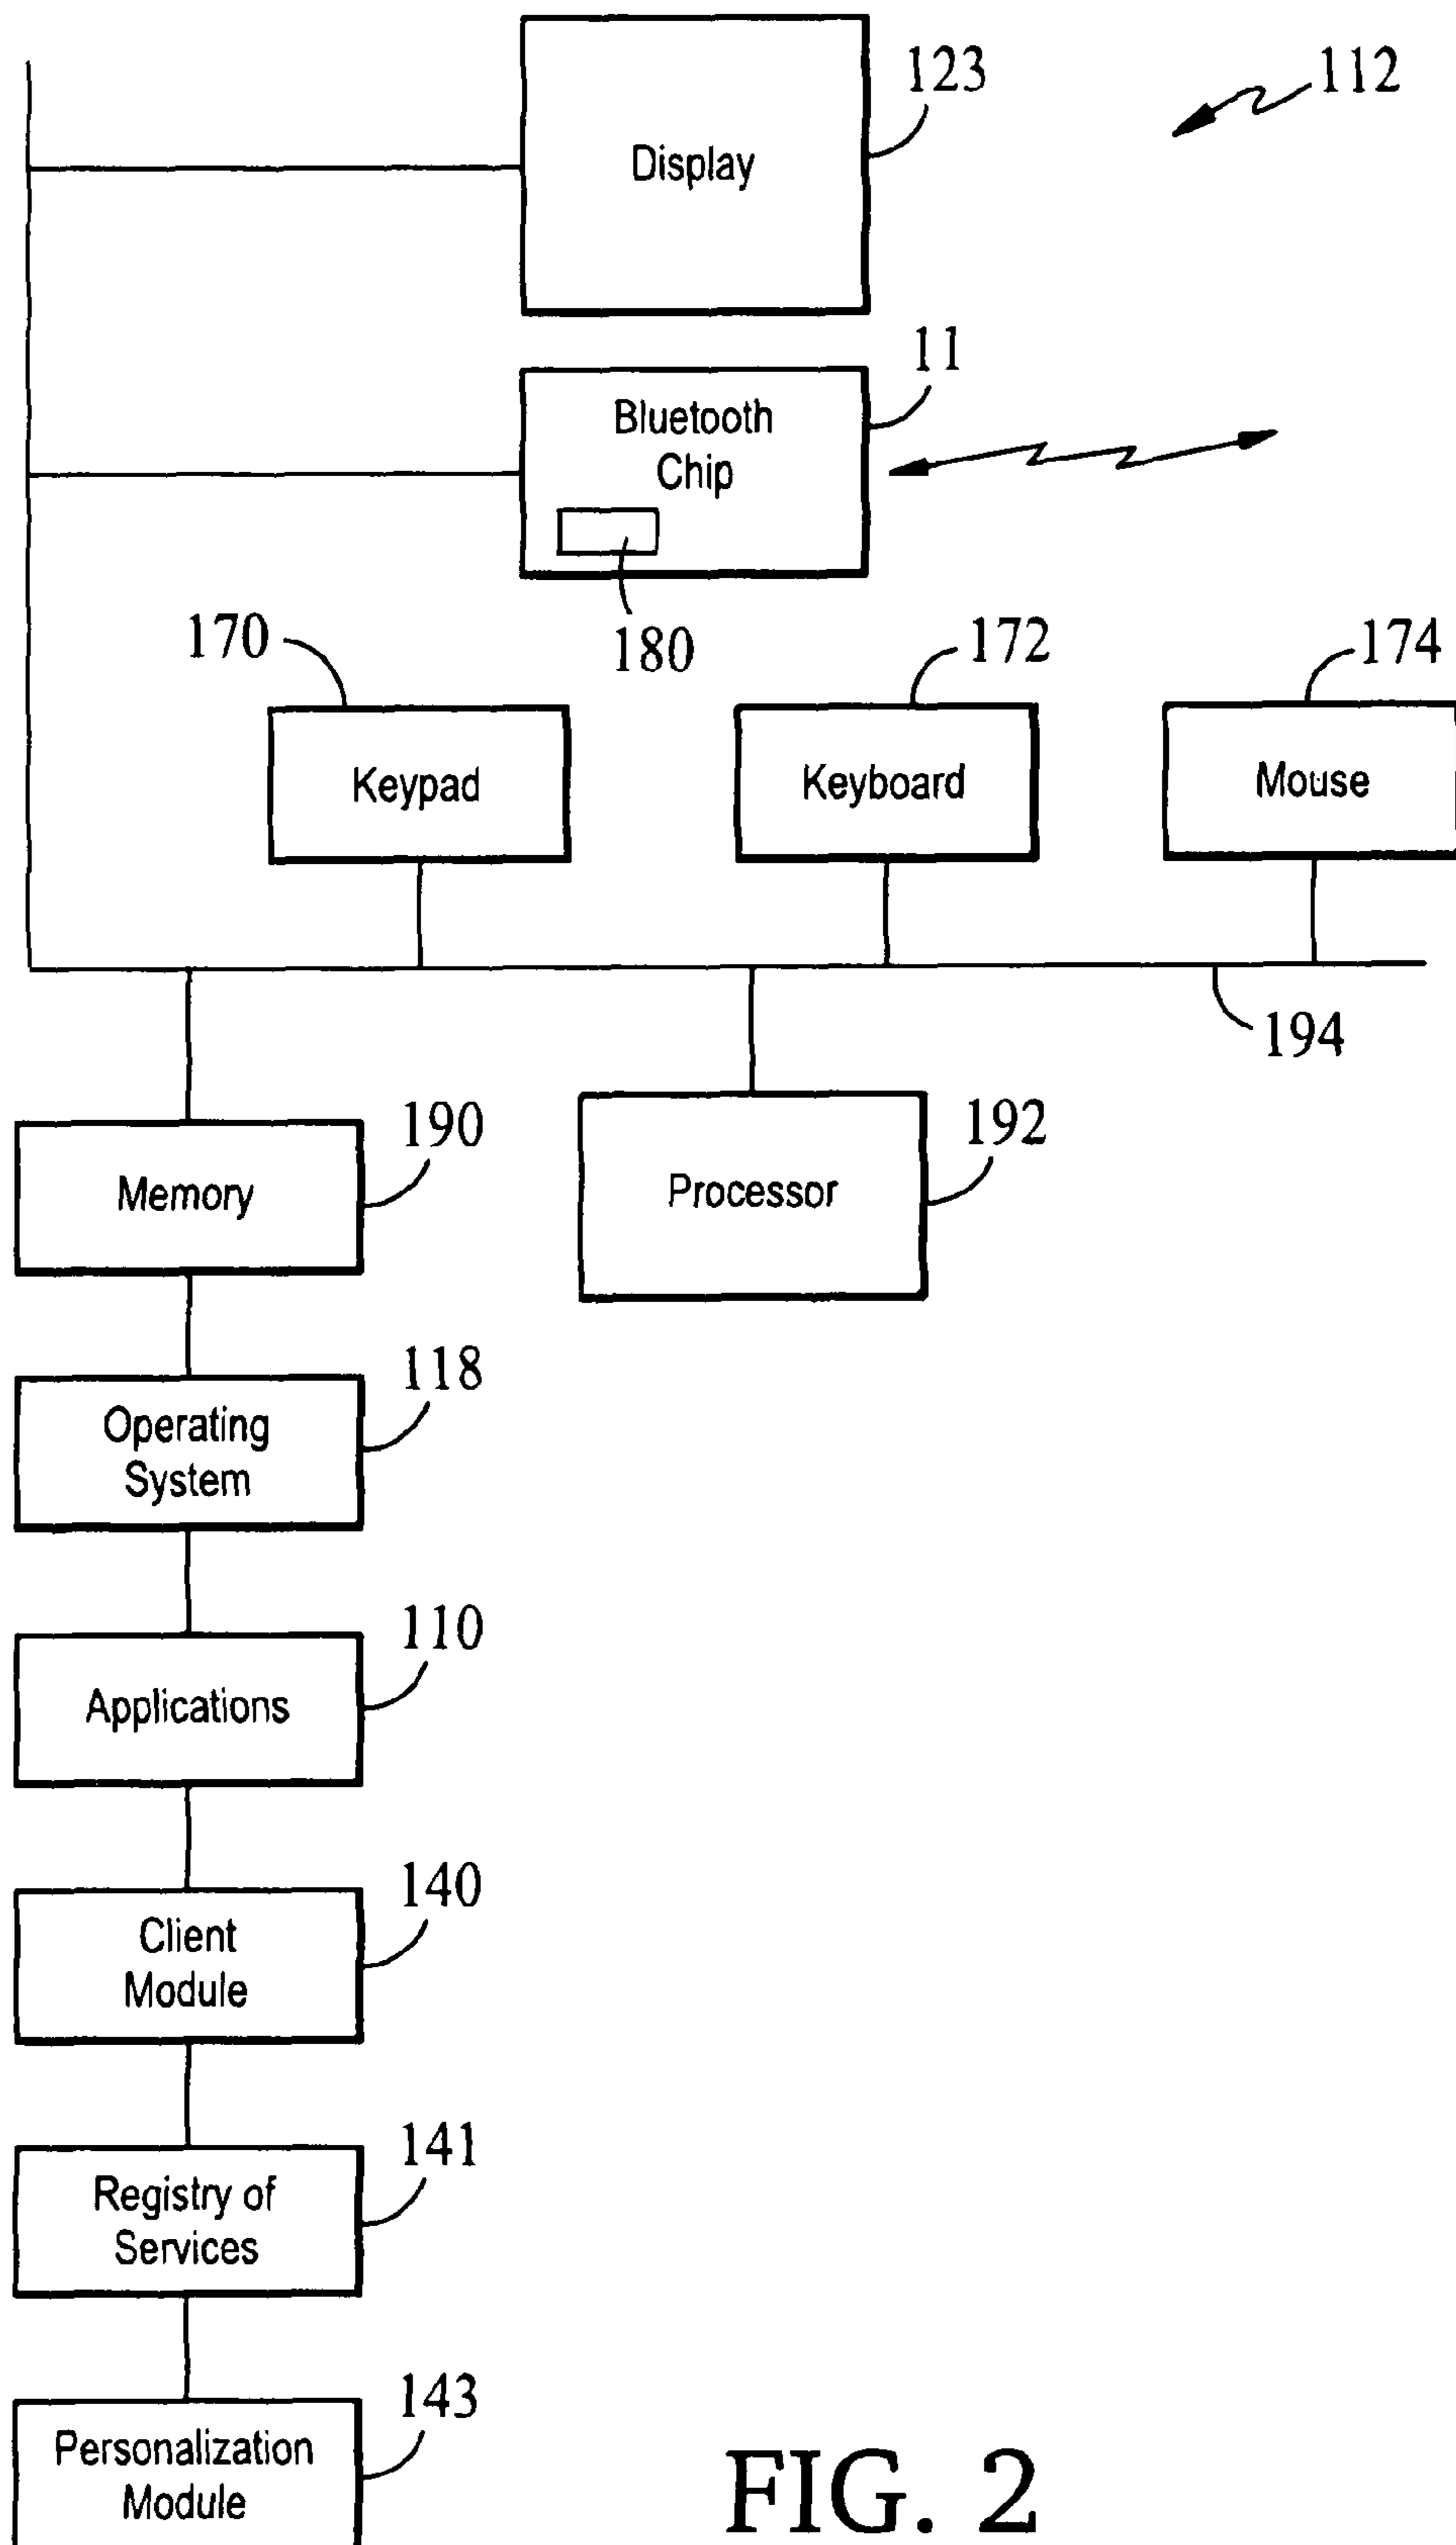 123
112
Display
11
Bluetooth
Chip
180
170
172
174
Keypad
Keyboard
Mouse
194
190
192
Memory
Processor
118
Operating
System
110
Applications
140
Client
Module
141
Registry of
Services
143
Personalization
Module
FIG. 2